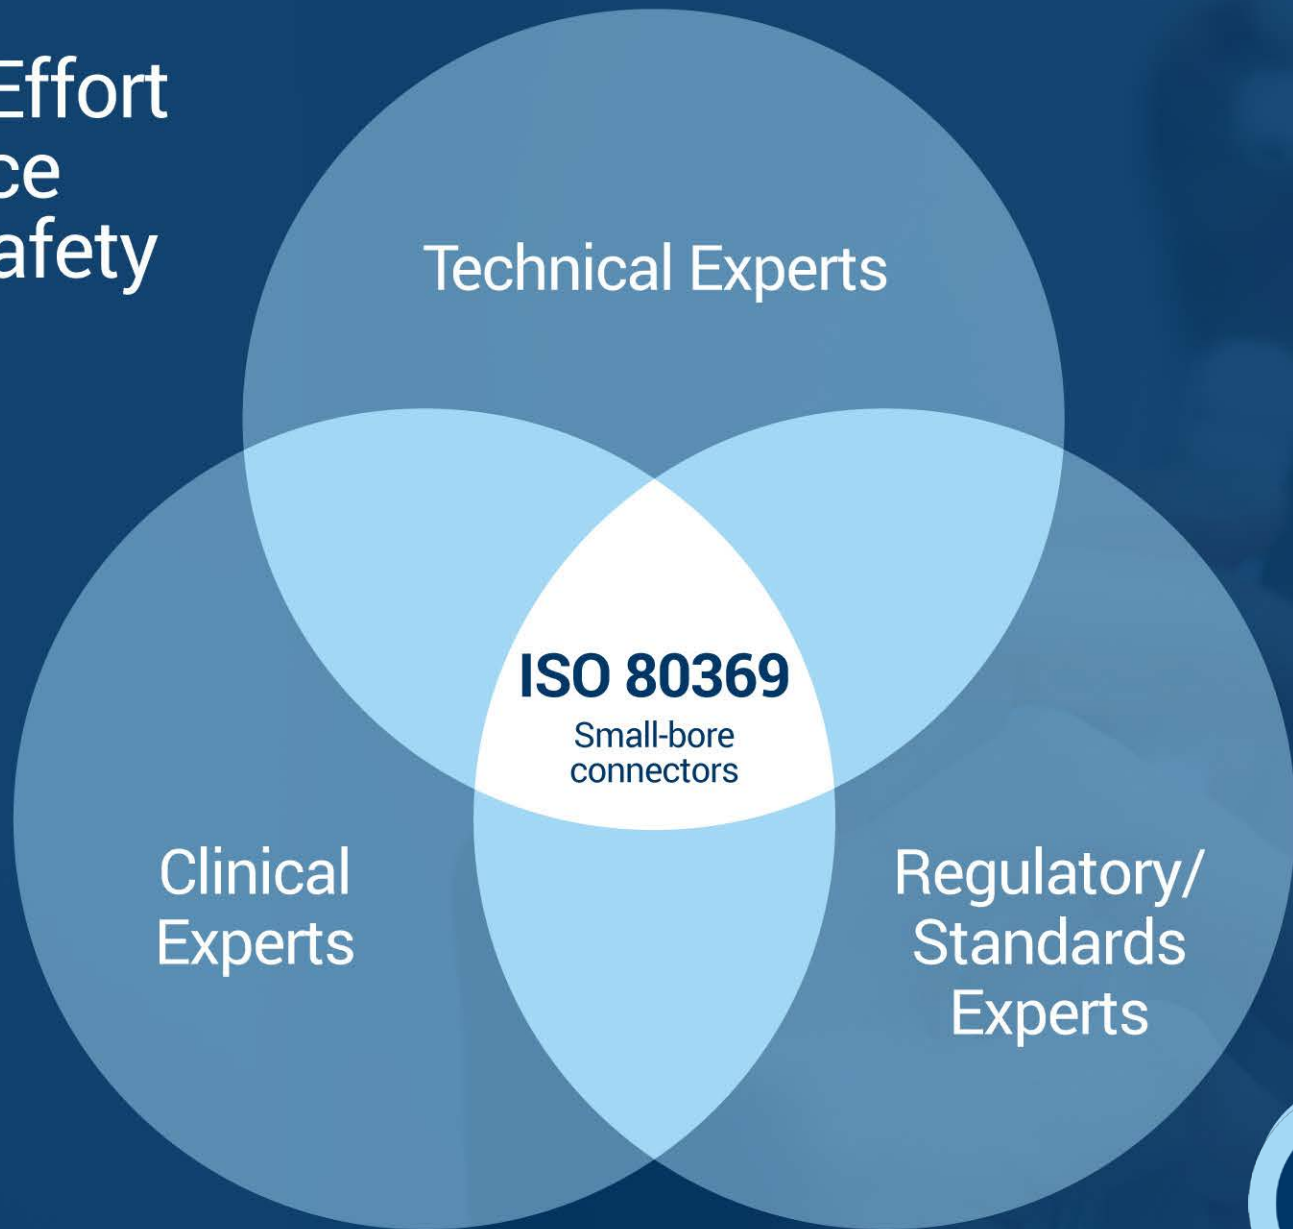 Effort
ce
afety
Technical Experts
ISO 80369
Small-bore
connectors
Clinical
Experts
Regulatory/
Standards
Experts